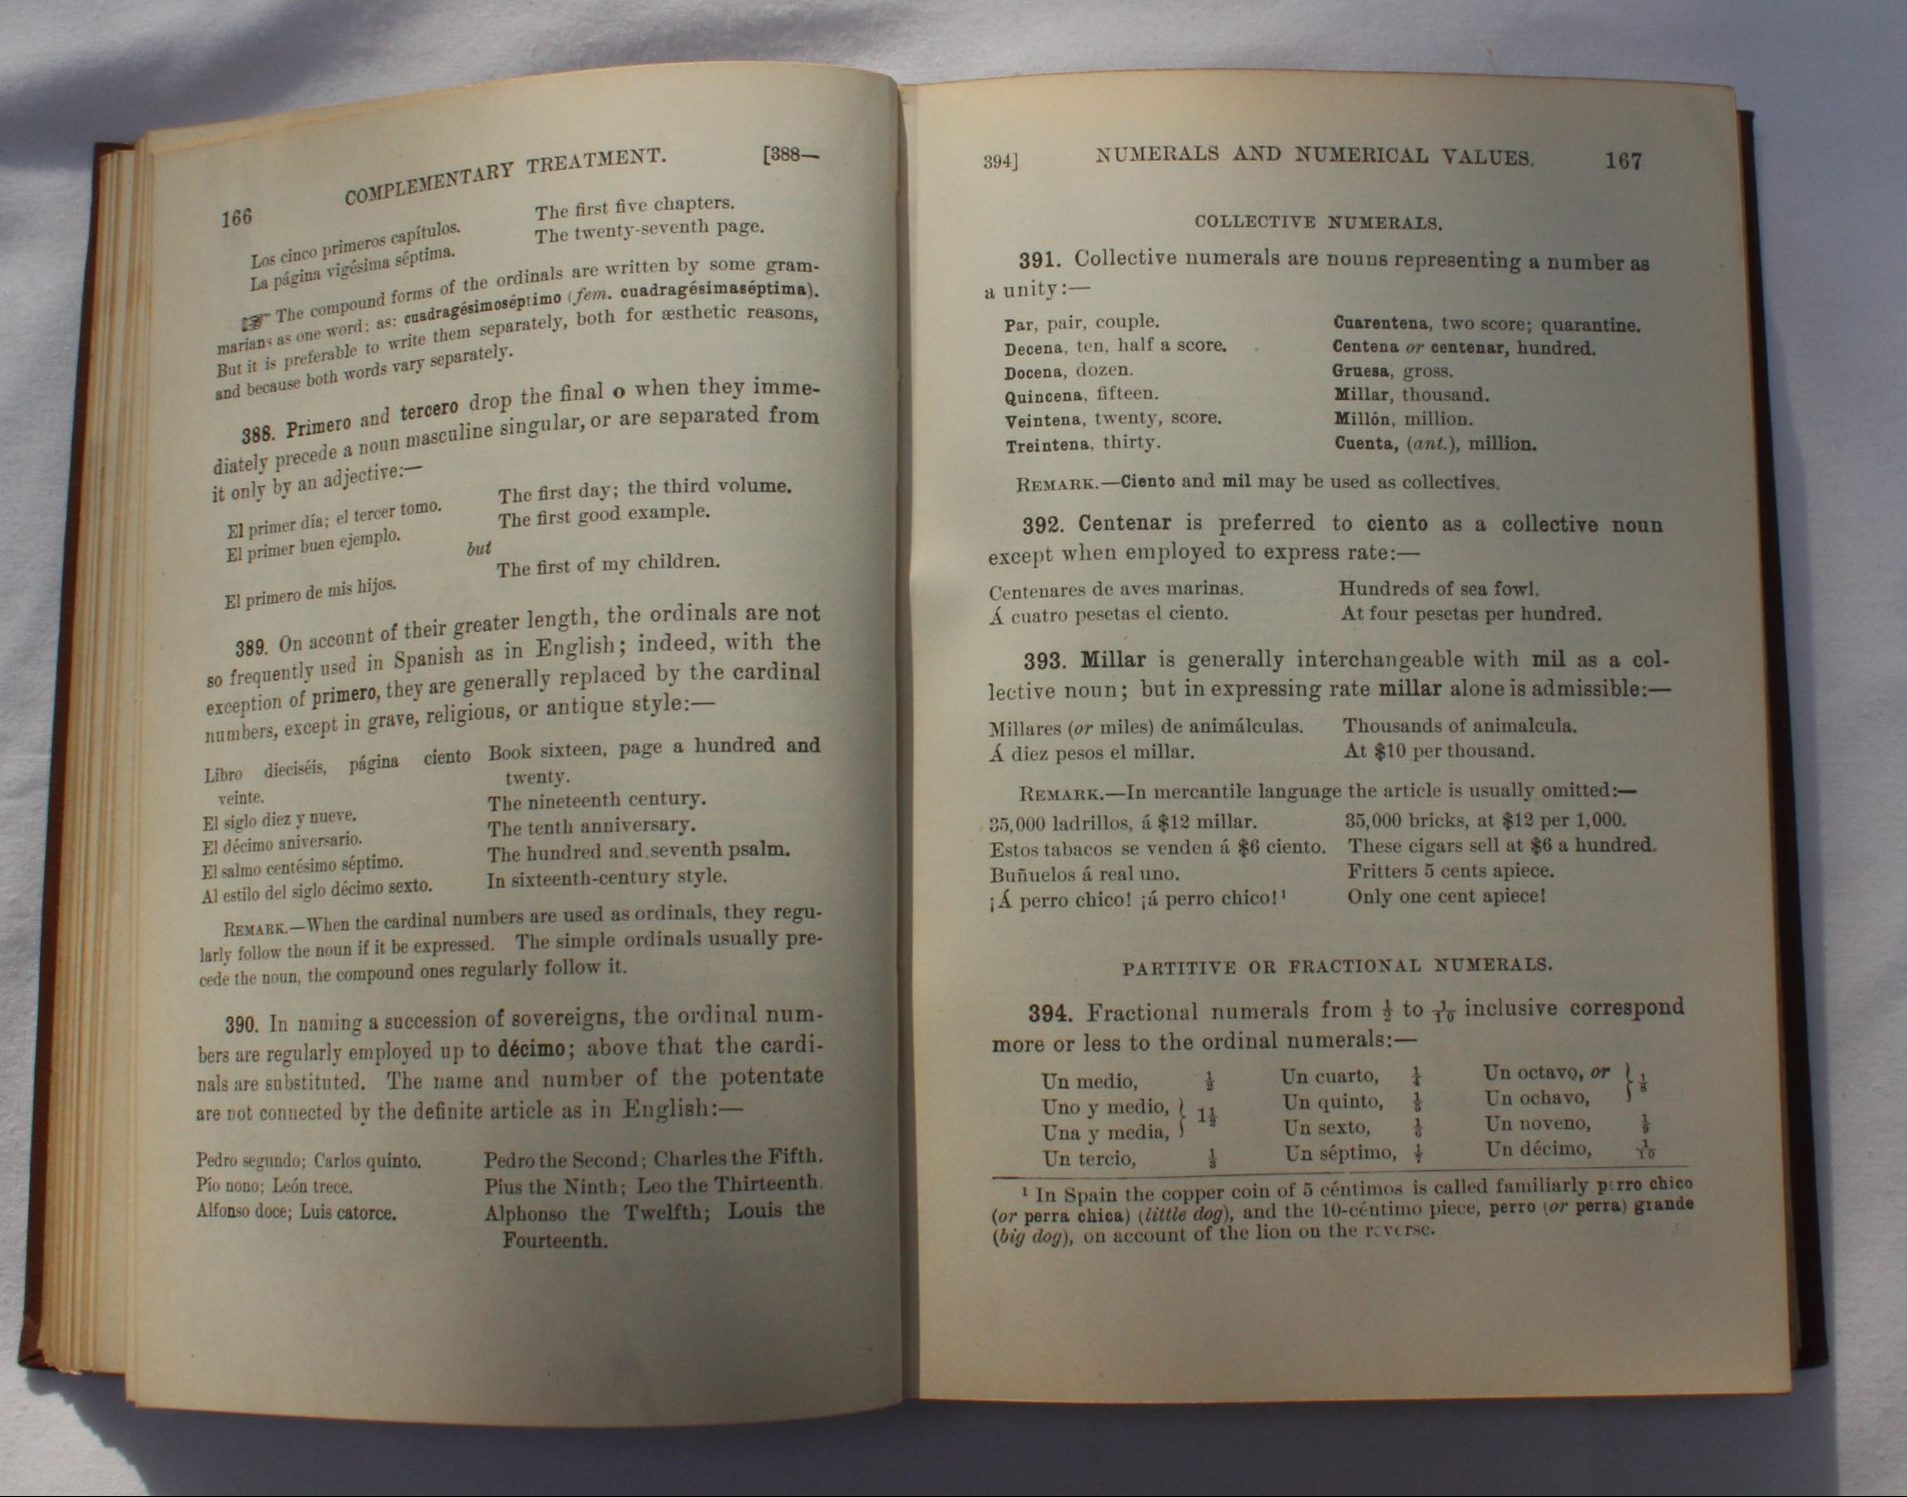 166 COMPLEMENTARY TREATMENT. [388—
Los cinco primeros capítulos. The first five chapters.
La página vigésima séptima. The twenty-seventh page.
☞ The compound forms of the ordinals are written by some gram-
marians as one word; as: cuadragésimoséptimo (fem. cuadragésimaséptima).
But it is preferable to write them separately, both for æsthetic reasons,
and because both words vary separately.
388. Primero and tercero drop the final o when they imme-
diately precede a noun masculine singular, or are separated from
it only by an adjective:—
El primer día; el tercer tomo. The first day; the third volume.
El primer buen ejemplo. The first good example.
but
El primero de mis hijos. The first of my children.
389. On account of their greater length, the ordinals are not
so frequently used in Spanish as in English; indeed, with the
exception of primero, they are generally replaced by the cardinal
numbers, except in grave, religious, or antique style:—
Libro dieciséis, página ciento Book sixteen, page a hundred and
veinte. twenty.
El siglo diez y nueve. The nineteenth century.
El décimo aniversario. The tenth anniversary.
El salmo centésimo séptimo. The hundred and seventh psalm.
Al estilo del siglo décimo sexto. In sixteenth-century style.
REMARK.—When the cardinal numbers are used as ordinals, they regu-
larly follow the noun if it be expressed. The simple ordinals usually pre-
cede the noun, the compound ones regularly follow it.
390. In naming a succession of sovereigns, the ordinal num-
bers are regularly employed up to décimo; above that the cardi-
nals are substituted. The name and number of the potentate
are not connected by the definite article as in English:—
Pedro segundo; Carlos quinto. Pedro the Second; Charles the Fifth.
Pío nono; León trece. Pius the Ninth; Leo the Thirteenth.
Alfonso doce; Luis catorce. Alphonso the Twelfth; Louis the
Fourteenth.
394] NUMERALS AND NUMERICAL VALUES. 167
COLLECTIVE NUMERALS.
391. Collective numerals are nouns representing a number as
a unity:—
Par, pair, couple. Cuarentena, two score; quarantine.
Decena, ten, half a score. Centena or centenar, hundred.
Docena, dozen. Gruesa, gross.
Quincena, fifteen. Millar, thousand.
Veintena, twenty, score. Millón, million.
Treintena, thirty. Cuenta, (ant.), million.
REMARK.—Ciento and mil may be used as collectives.
392. Centenar is preferred to ciento as a collective noun
except when employed to express rate:—
Centenares de aves marinas. Hundreds of sea fowl.
Á cuatro pesetas el ciento. At four pesetas per hundred.
393. Millar is generally interchangeable with mil as a col-
lective noun; but in expressing rate millar alone is admissible:—
Millares (or miles) de animálculas. Thousands of animalcula.
Á diez pesos el millar. At $10 per thousand.
REMARK.—In mercantile language the article is usually omitted:—
35,000 ladrillos, á $12 millar. 35,000 bricks, at $12 per 1,000.
Estos tabacos se venden á $6 ciento. These cigars sell at $6 a hundred.
Buñuelos á real uno. Fritters 5 cents apiece.
¡Á perro chico! ¡á perro chico!¹ Only one cent apiece!
PARTITIVE OR FRACTIONAL NUMERALS.
394. Fractional numerals from ½ to ⅒ inclusive correspond
more or less to the ordinal numerals:—
Un medio, ½ Un cuarto, ¼ Un octavo, or } ⅛
Uno y medio, } 1½ Un quinto, ⅕ Un ochavo,
Una y media, Un sexto, ⅙ Un noveno, ⅑
Un tercio, ⅓ Un séptimo, ⅐ Un décimo, ⅒
¹ In Spain the copper coin of 5 céntimos is called familiarly perro chico
(or perra chica) (little dog), and the 10-céntimo piece, perro (or perra) grande
(big dog), on account of the lion on the reverse.